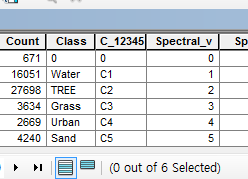 Count Class C_12345 Spectral_v Sp
671 0 0 0
16051 Water C1 1
27698 TREE C2 2
3634 Grass C3 3
2669 Urban C4 4
4240 Sand C5 5
(0 out of 6 Selected)